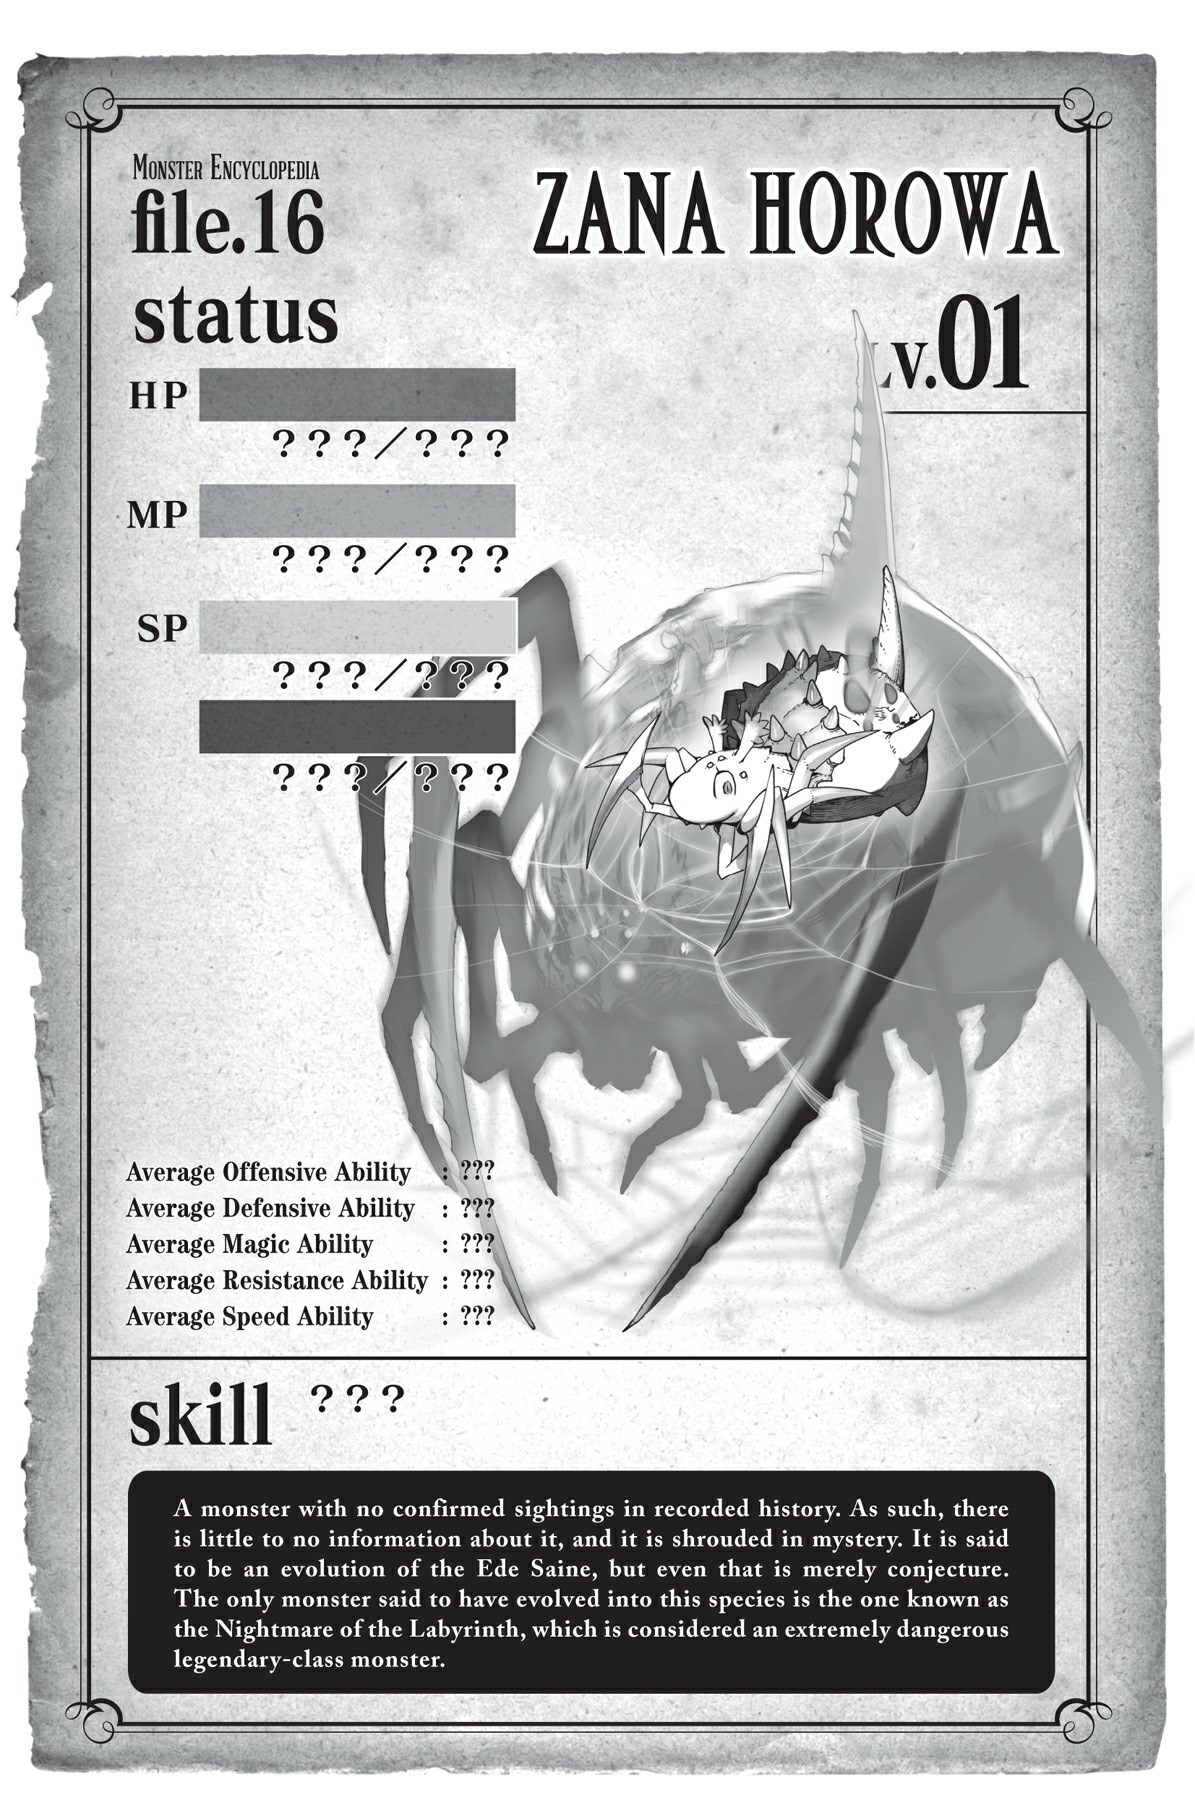 MONSTER ENCYCLOPEDIA
file.16
ZANA HOROWA
status
LV.01
HP
???/???
MP
???/???
SP
???/???
???/???
Average Offensive Ability : ???
Average Defensive Ability : ???
Average Magic Ability : ???
Average Resistance Ability : ???
Average Speed Ability : ???
skill ???
A monster with no confirmed sightings in recorded history. As such, there
is little to no information about it, and it is shrouded in mystery. It is said
to be an evolution of the Ede Saine, but even that is merely conjecture.
The only monster said to have evolved into this species is the one known as
the Nightmare of the Labyrinth, which is considered an extremely dangerous
legendary-class monster.